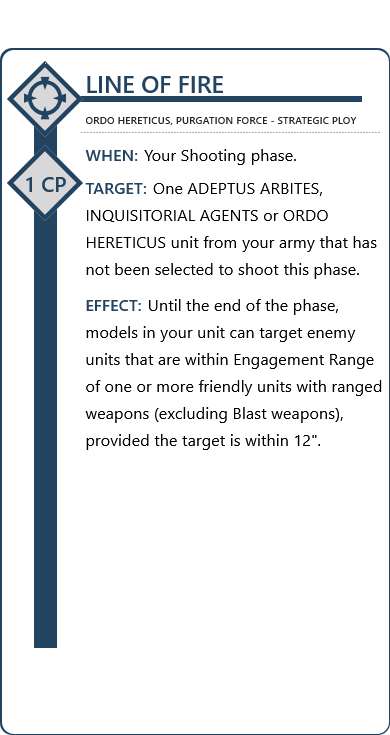 LINE OF FIRE
ORDO HERETICUS, PURGATION FORCE - STRATEGIC PLOY
1 CP
WHEN: Your Shooting phase.
TARGET: One ADEPTUS ARBITES,
INQUISITORIAL AGENTS or ORDO
HERETICUS unit from your army that has
not been selected to shoot this phase.
EFFECT: Until the end of the phase,
models in your unit can target enemy
units that are within Engagement Range
of one or more friendly units with ranged
weapons (excluding Blast weapons),
provided the target is within 12".